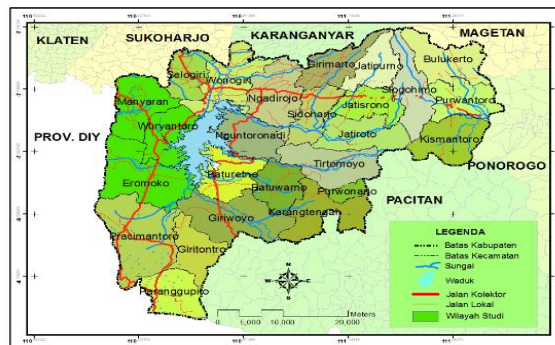 KLATEN
SUKOHARJO
KARANGANYAR
MAGETAN
PROV. DIY
PONOROGO
PACITAN
Selogiri
Wonogiri
Girimarto
Jatipurno
Bulukerto
Manyaran
Ngadirojo
Slogohimo
Purwantoro
Wuryantoro
Sidoharjo
Jatisrono
Nguntoronadi
Jatiroto
Kismantoro
Tirtomoyo
Eromoko
Baturetno
Batuwarno
Karangtengah
Giriwoyo
Pracimantoro
Giritontro
Paranggupito
N
S
0
6,000
10,000
20,000
Meters
LEGENDA
Batas Kabupaten
Batas Kecamatan
Sungai
Waduk
Jalan Kolektor
Jalan Lokal
Wilayah Studi